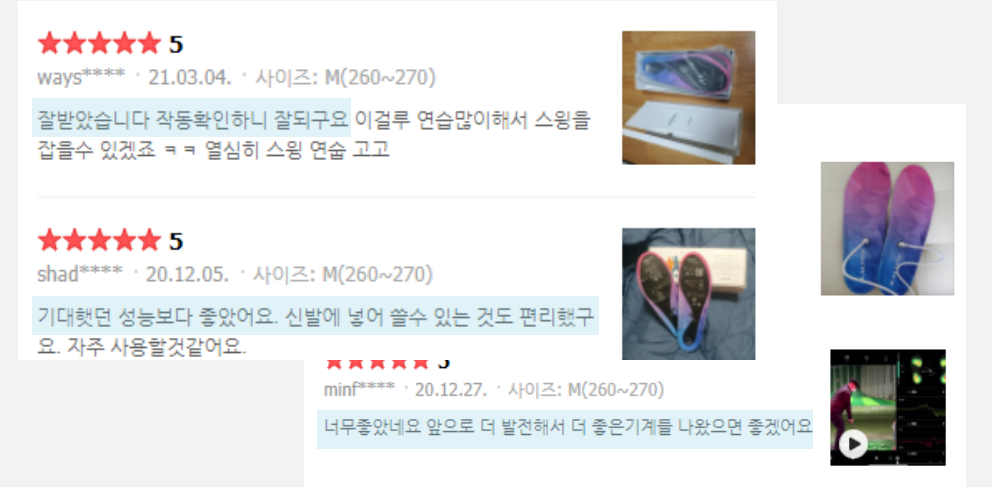 ★★★★★ 5
ways**** · 21.03.04. · 사이즈: M(260~270)
잘받았습니다 작동확인하니 잘되구요 이걸루 연습많이해서 스윙을
잡을수 있겠죠 ㅋㅋ 열심히 스윙 연숩 고고
★★★★★ 5
shad**** · 20.12.05. · 사이즈: M(260~270)
기대햇던 성능보다 좋았어요. 신발에 넣어 쓸수 있는 것도 편리했구
요. 자주 사용할것같어요.
★★★★★ 5
minf**** · 20.12.27. · 사이즈: M(260~270)
너무좋았네요 앞으로 더 발전해서 더 좋은기계들 나왔으면 좋겠어요